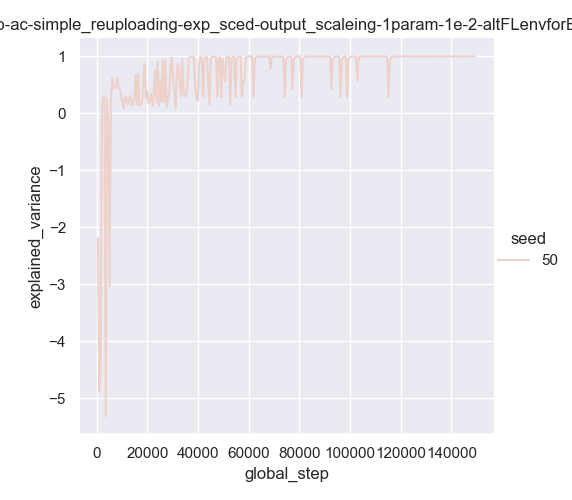 o-ac-simple_reuploading-exp_sced-output_scaleing-1param-1e-2-altFLenvforB
1
0
−1
−2
−3
−4
−5
explained_variance
0 20000 40000 60000 80000 100000 120000 140000
global_step
seed
50